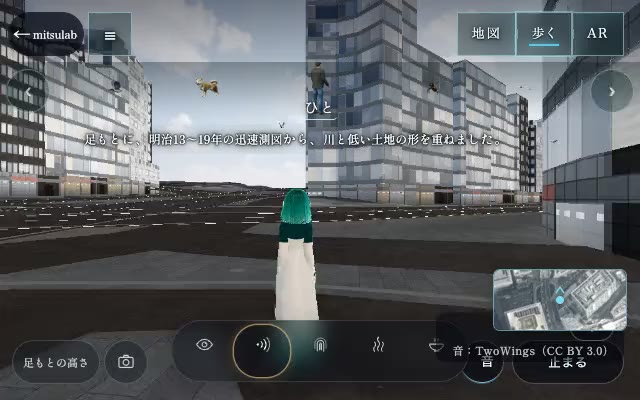 ←mitsulab
地図
歩く
AR
ひと
足もとに、明治13〜19年の迅速測図から、川と低い土地の形を重ねました。
音：TwoWings（CC BY 3.0）
足もとの高さ
音
止まる